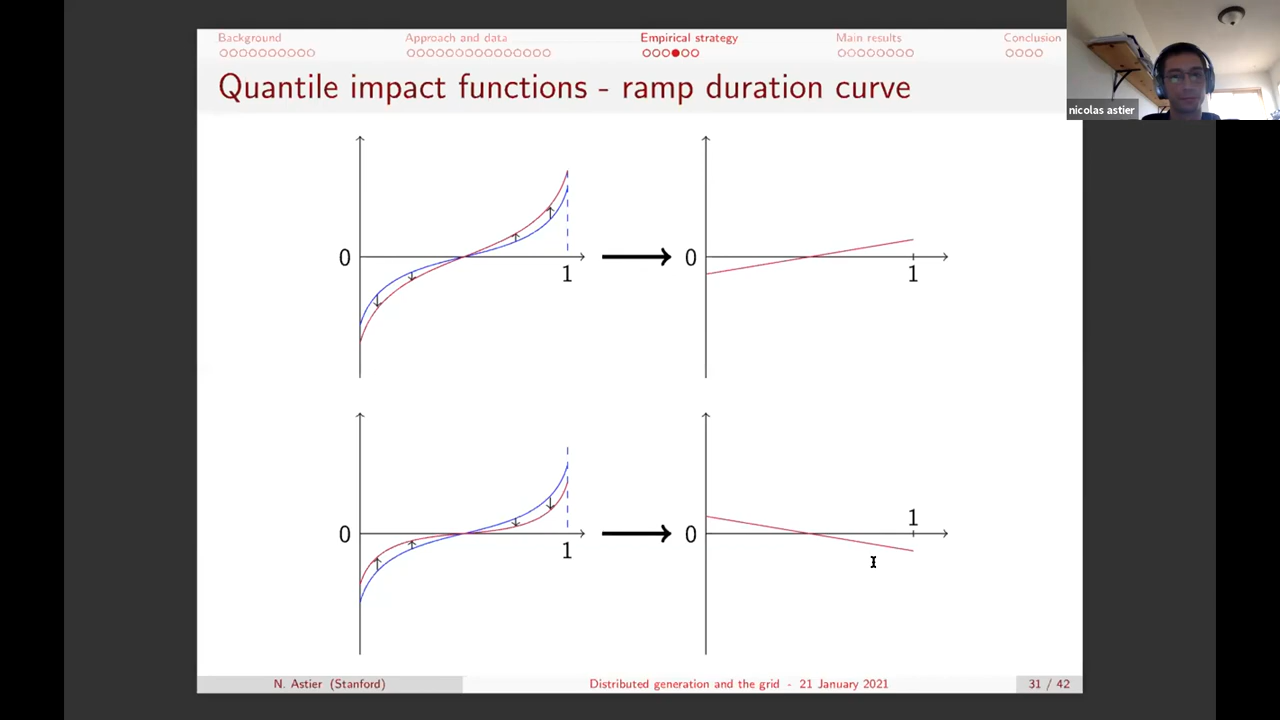 Background
Approach and data
Empirical strategy
Main results
Conclusion
Quantile impact functions - ramp duration curve
nicolas astier
0
1
0
1
0
1
0
1
N. Astier (Stanford)
Distributed generation and the grid - 21 January 2021
31 / 42